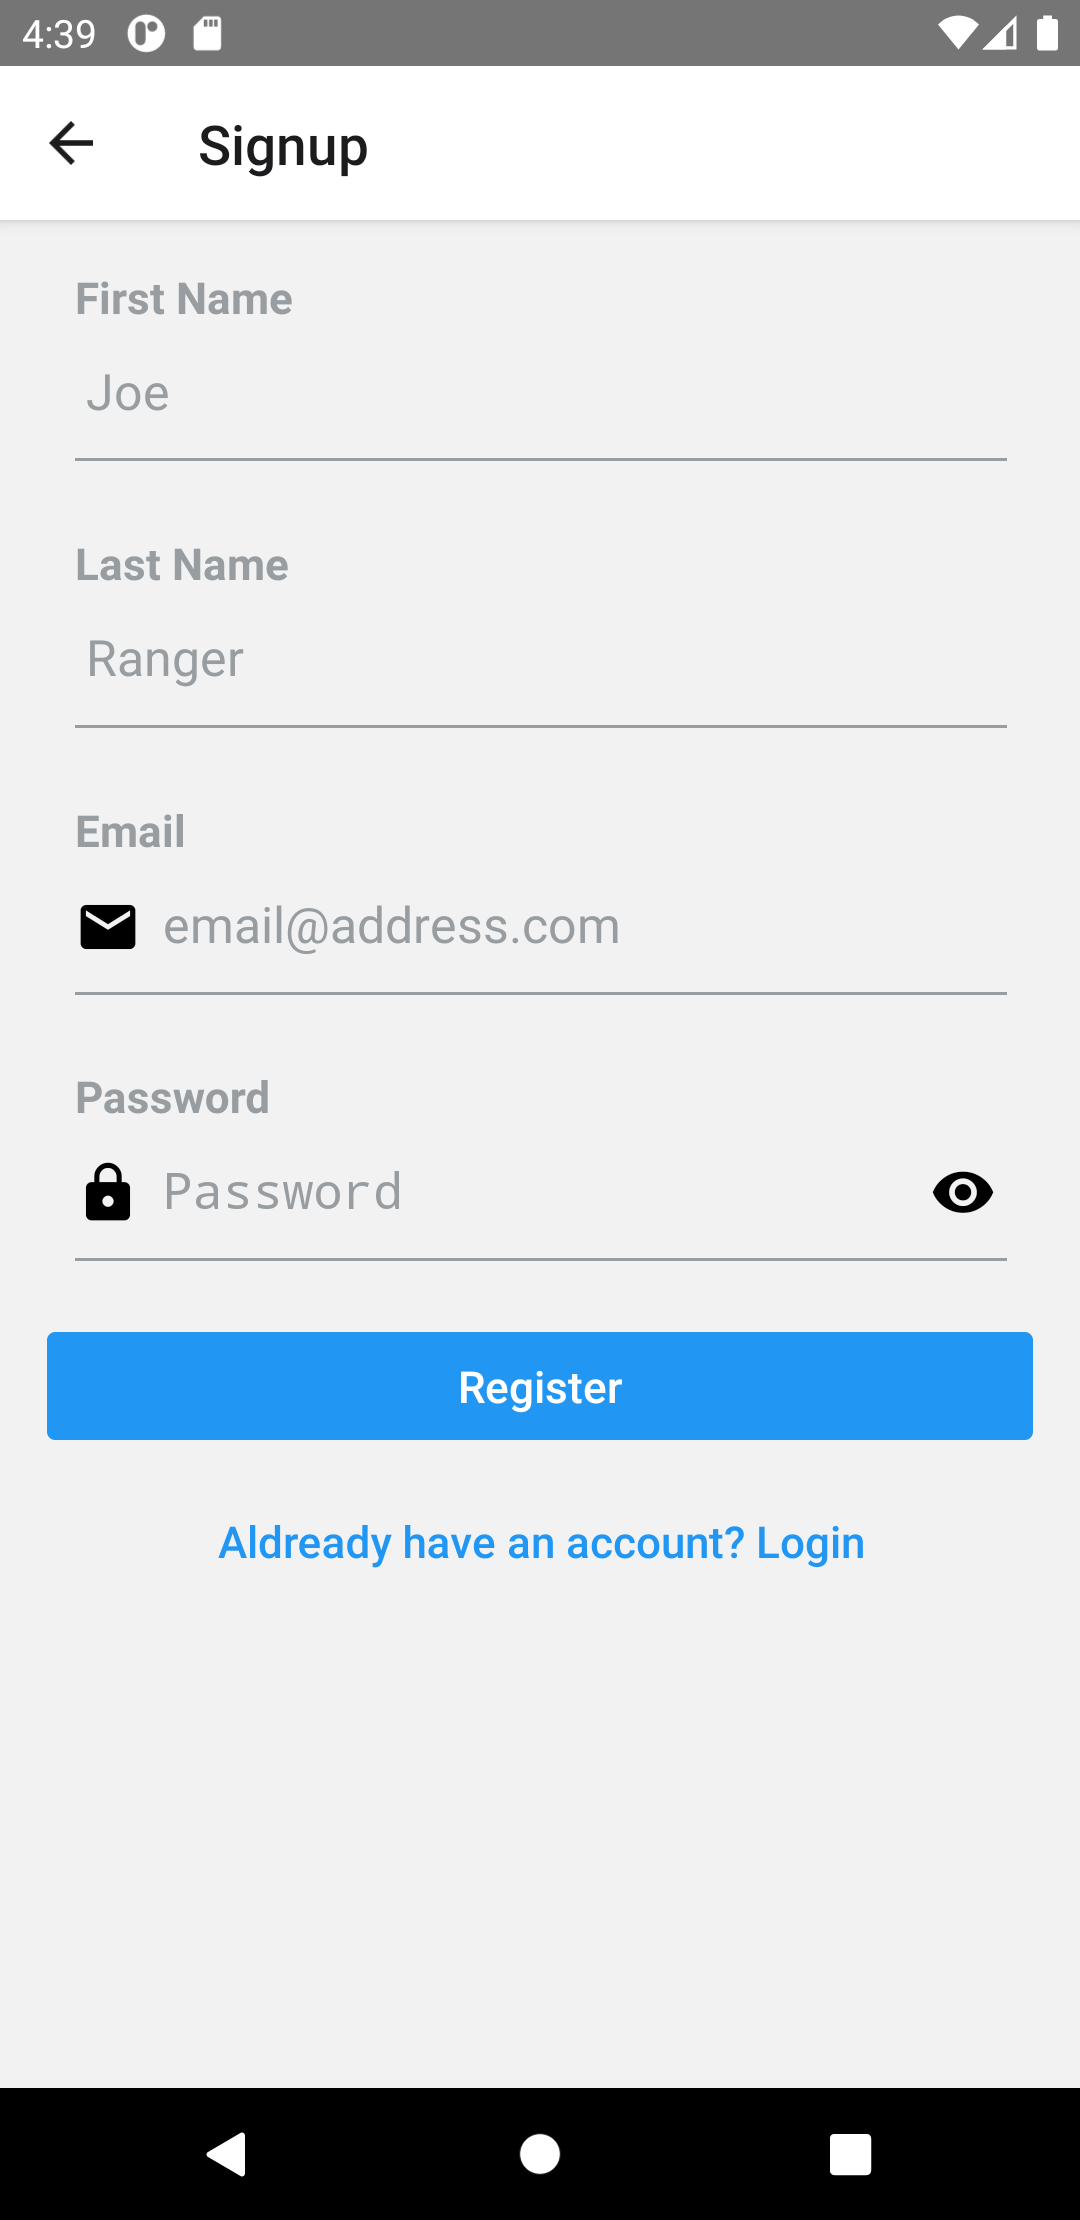 4:39
Signup
First Name
Joe
Last Name
Ranger
Email
email@address.com
Password
Password
Register
Aldready have an account? Login